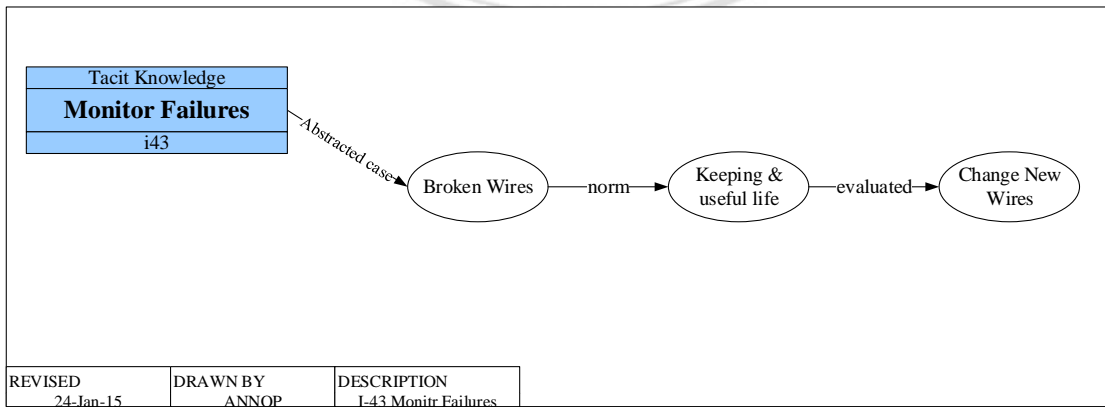 Tacit Knowledge
Monitor Failures
i43
Abstracted case
Broken Wires
norm
Keeping &
useful life
evaluated
Change New
Wires
REVISED
24-Jan-15
DRAWN BY
ANNOP
DESCRIPTION
I-43 Monitr Failures